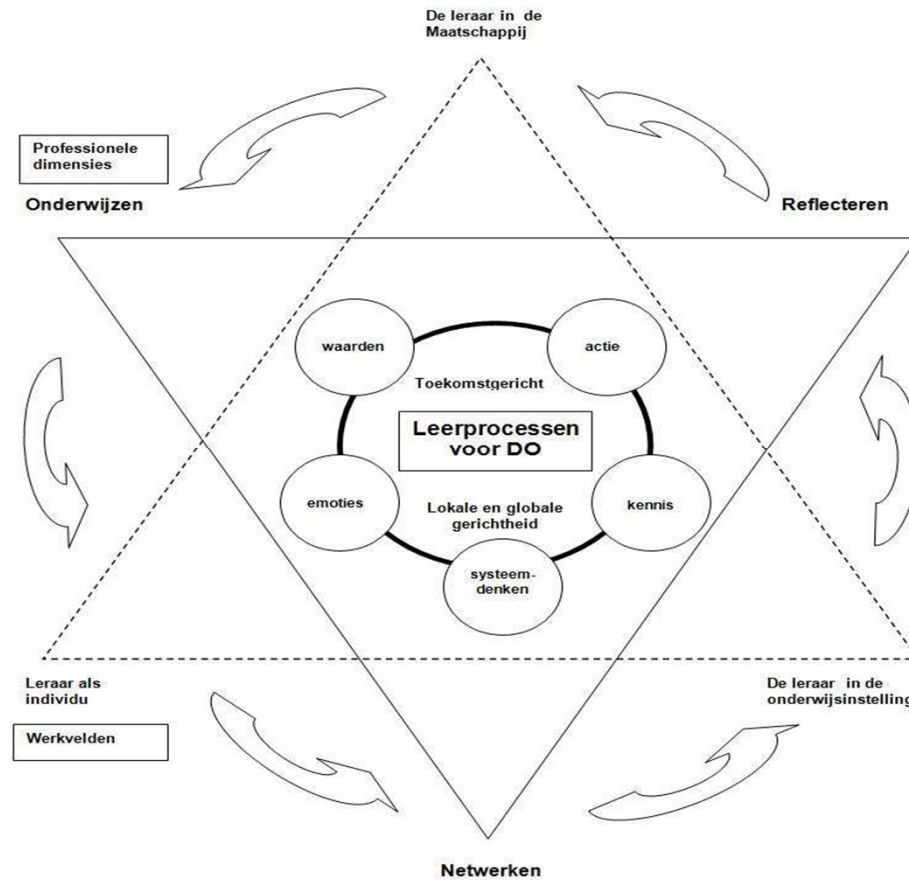 De leraar in de
Maatschappij
Professionele
dimensies
Onderwijzen
Reflecteren
waarden
actie
Toekomstgericht
Leerprocessen
voor DO
emoties
Lokale en globale
gerichtheid
kennis
systeem-
denken
Leraar als
individu
De leraar in de
onderwijsinstelling
Werkvelden
Netwerken